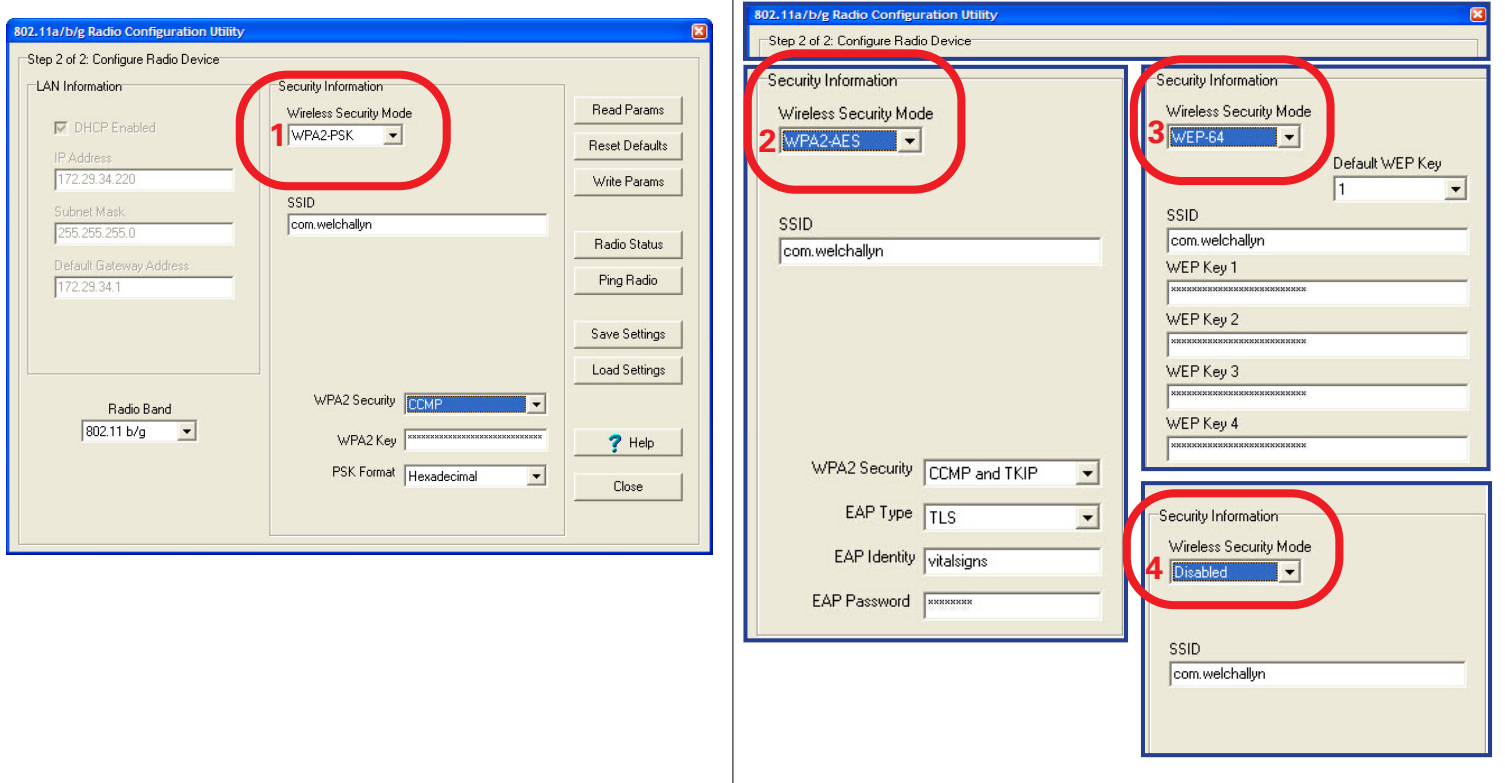 802.11a/b/g Radio Configuration Utility
Step 2 of 2: Configure Radio Device
LAN Information
DHCP Enabled
IP Address
172.29.34.220
Subnet Mask
255.255.255.0
Default Gateway Address
172.29.34.1
Radio Band
802.11 b/g
Security Information
Wireless Security Mode
1
WPA2-PSK
SSID
com.welchallyn
WPA2 Security
CCMP
WPA2 Key
******************************
PSK Format
Hexadecimal
Read Params
Reset Defaults
Write Params
Radio Status
Ping Radio
Save Settings
Load Settings
? Help
Close
802.11a/b/g Radio Configuration Utility
Step 2 of 2: Configure Radio Device
Security Information
Wireless Security Mode
2
WPA2-AES
SSID
com.welchallyn
WPA2 Security
CCMP and TKIP
EAP Type
TLS
EAP Identity
vitalsigns
EAP Password
********
Security Information
Wireless Security Mode
3
WEP-64
Default WEP Key
1
SSID
com.welchallyn
WEP Key 1
**************************
WEP Key 2
**************************
WEP Key 3
**************************
WEP Key 4
**************************
Security Information
Wireless Security Mode
4
Disabled
SSID
com.welchallyn